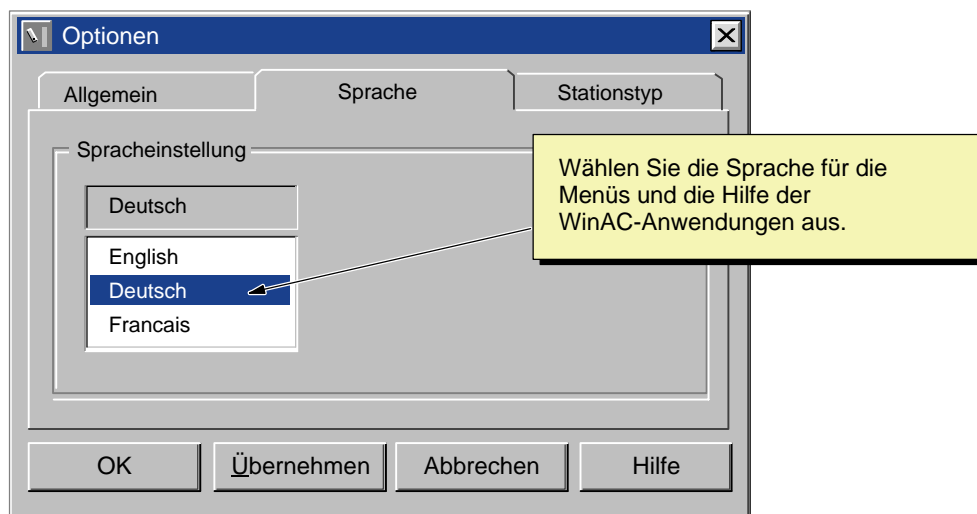 Optionen
Allgemein
Sprache
Stationstyp
Spracheinstellung
Deutsch
English
Deutsch
Francais
Wählen Sie die Sprache für die
Menüs und die Hilfe der
WinAC-Anwendungen aus.
OK
Übernehmen
Abbrechen
Hilfe